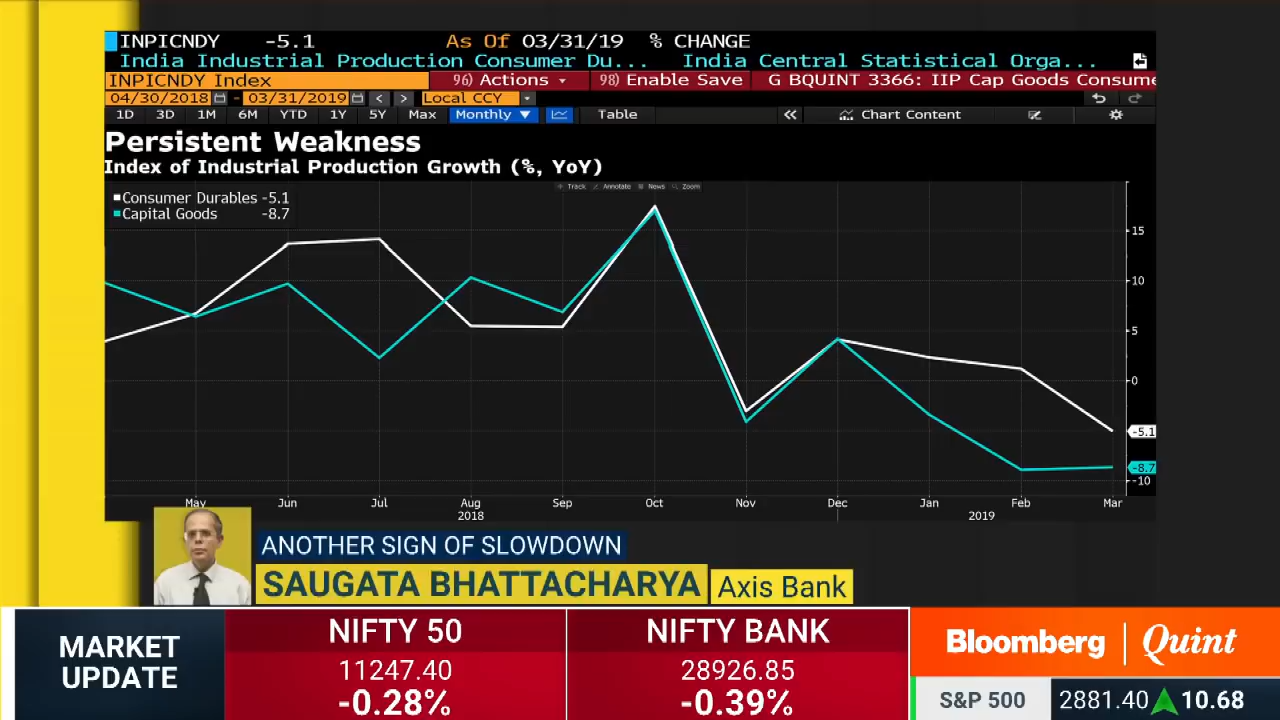 INPICNDY -5.1 As Of 03/31/19 % CHANGE
India Industrial Production Consumer Du... India Central Statistical Orga...
INPICNDY Index 96) Actions 98) Enable Save G BQUINT 3366: IIP Cap Goods Consume
04/30/2018 - 03/31/2019 < > Local CCY
1D 3D 1M 6M YTD 1Y 5Y Max Monthly ▼ Table « Chart Content
Persistent Weakness
Index of Industrial Production Growth (%, YoY)
Track Annotate News Zoom
Consumer Durables -5.1
Capital Goods -8.7
15
10
5
0
-5.1
-8.7
-10
May Jun Jul Aug Sep Oct Nov Dec Jan Feb Mar
2018 2019
ANOTHER SIGN OF SLOWDOWN
SAUGATA BHATTACHARYA Axis Bank
MARKET UPDATE
NIFTY 50
11247.40
-0.28%
NIFTY BANK
28926.85
-0.39%
Bloomberg | Quint
S&P 500 2881.40 10.68